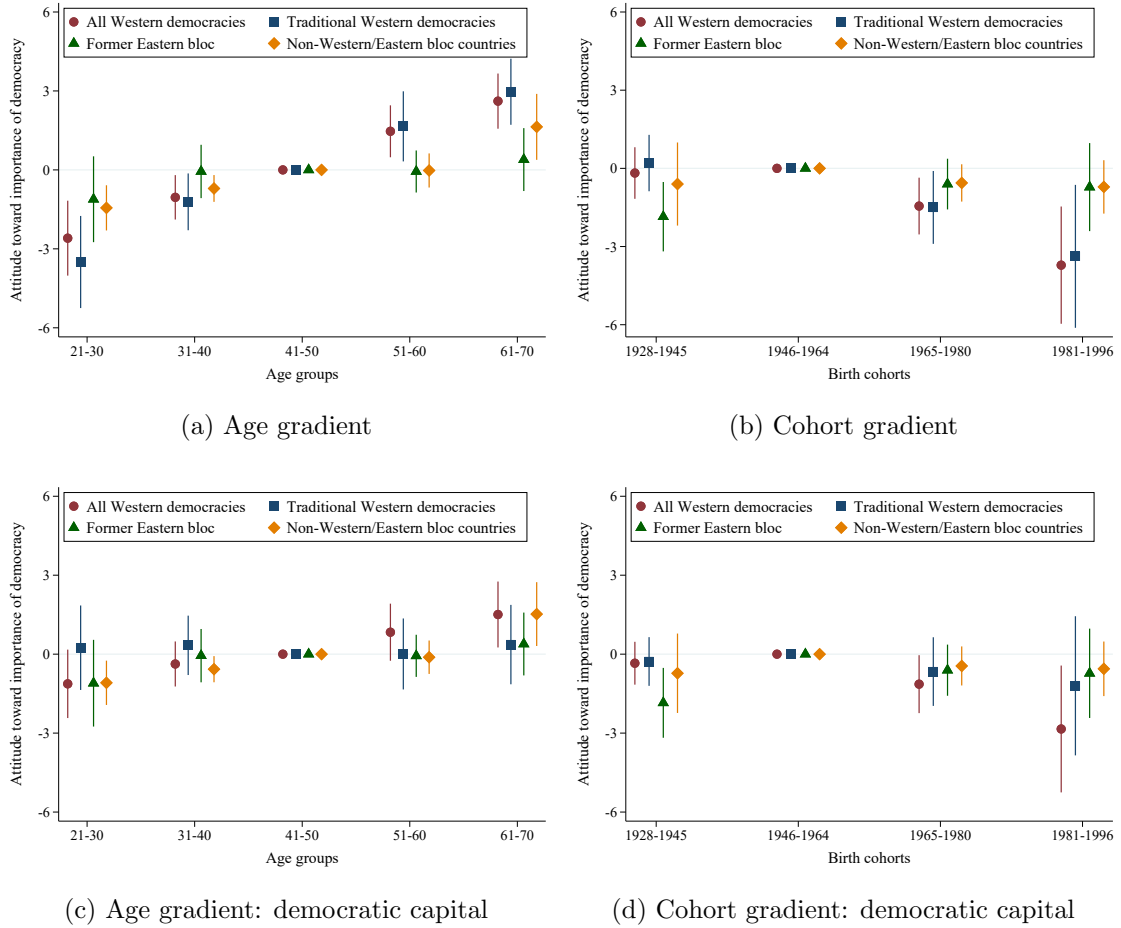 All Western democracies
Traditional Western democracies
Former Eastern bloc
Non-Western/Eastern bloc countries
Attitude toward importance of democracy
6
3
0
-3
-6
21-30 31-40 41-50 51-60 61-70
Age groups
(a) Age gradient
All Western democracies
Traditional Western democracies
Former Eastern bloc
Non-Western/Eastern bloc countries
Attitude toward importance of democracy
6
3
0
-3
-6
1928-1945 1946-1964 1965-1980 1981-1996
Birth cohorts
(b) Cohort gradient
All Western democracies
Traditional Western democracies
Former Eastern bloc
Non-Western/Eastern bloc countries
Attitude toward importance of democracy
6
3
0
-3
-6
21-30 31-40 41-50 51-60 61-70
Age groups
(c) Age gradient: democratic capital
All Western democracies
Traditional Western democracies
Former Eastern bloc
Non-Western/Eastern bloc countries
Attitude toward importance of democracy
6
3
0
-3
-6
1928-1945 1946-1964 1965-1980 1981-1996
Birth cohorts
(d) Cohort gradient: democratic capital